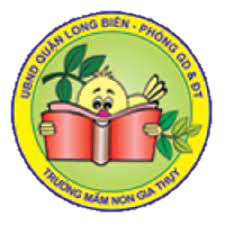 UBND QUẬN LONG BIÊN - PHÒNG GD & ĐT
TRƯỜNG MẦM NON GIA THỤY